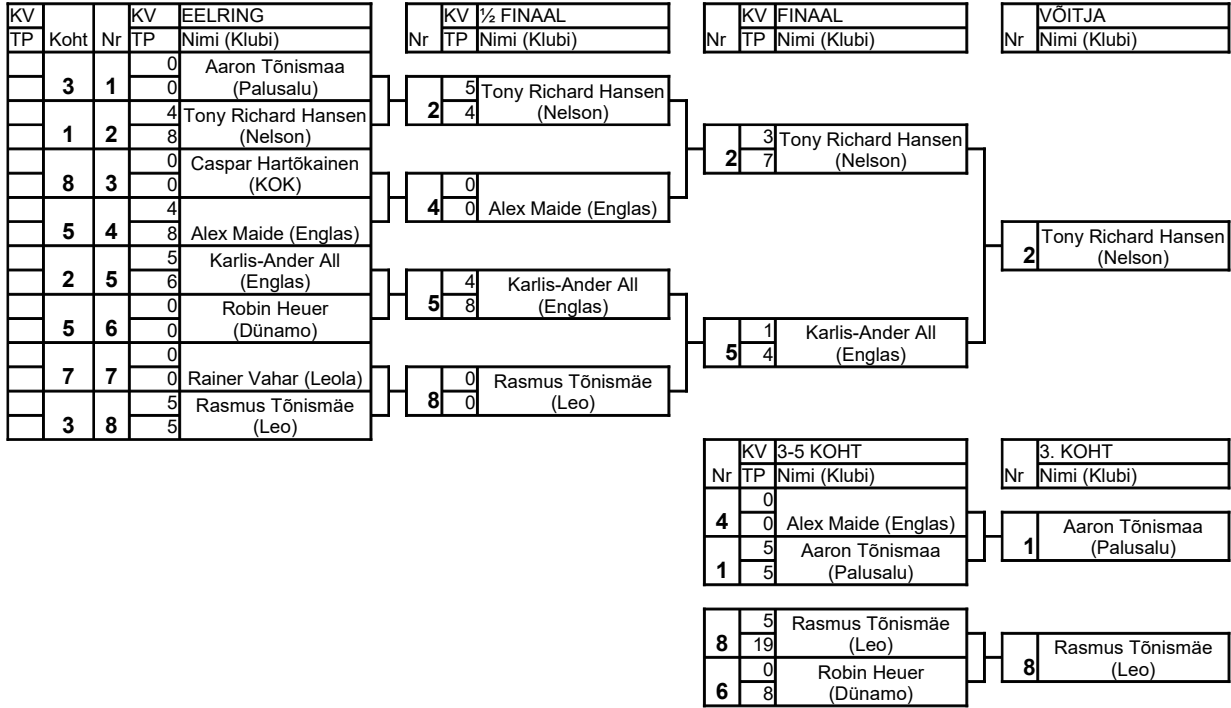 KV KV EELRING KV ½ FINAAL KV FINAAL VÕITJA
TP Koht Nr TP Nimi (Klubi) Nr TP Nimi (Klubi) Nr TP Nimi (Klubi) Nr Nimi (Klubi)
3 1 0 0 Aaron Tõnismaa
(Palusalu)
1 2 4 8 Tony Richard Hansen
(Nelson)
8 3 0 0 Caspar Hartõkainen
(KOK)
5 4 4 8 Alex Maide (Englas)
2 5 5 6 Karlis-Ander All
(Englas)
5 6 0 0 Robin Heuer
(Dünamo)
7 7 0 0 Rainer Vahar (Leola)
3 8 5 5 Rasmus Tõnismäe
(Leo)
2 5 4 Tony Richard Hansen
(Nelson)
4 0 0 Alex Maide (Englas)
5 4 8 Karlis-Ander All
(Englas)
8 0 0 Rasmus Tõnismäe
(Leo)
2 3 7 Tony Richard Hansen
(Nelson)
5 1 4 Karlis-Ander All
(Englas)
2 Tony Richard Hansen
(Nelson)
KV 3-5 KOHT 3. KOHT
Nr TP Nimi (Klubi) Nr Nimi (Klubi)
4 0 0 Alex Maide (Englas)
1 5 5 Aaron Tõnismaa
(Palusalu)
1 Aaron Tõnismaa
(Palusalu)
8 5 19 Rasmus Tõnismäe
(Leo)
6 0 8 Robin Heuer
(Dünamo)
8 Rasmus Tõnismäe
(Leo)